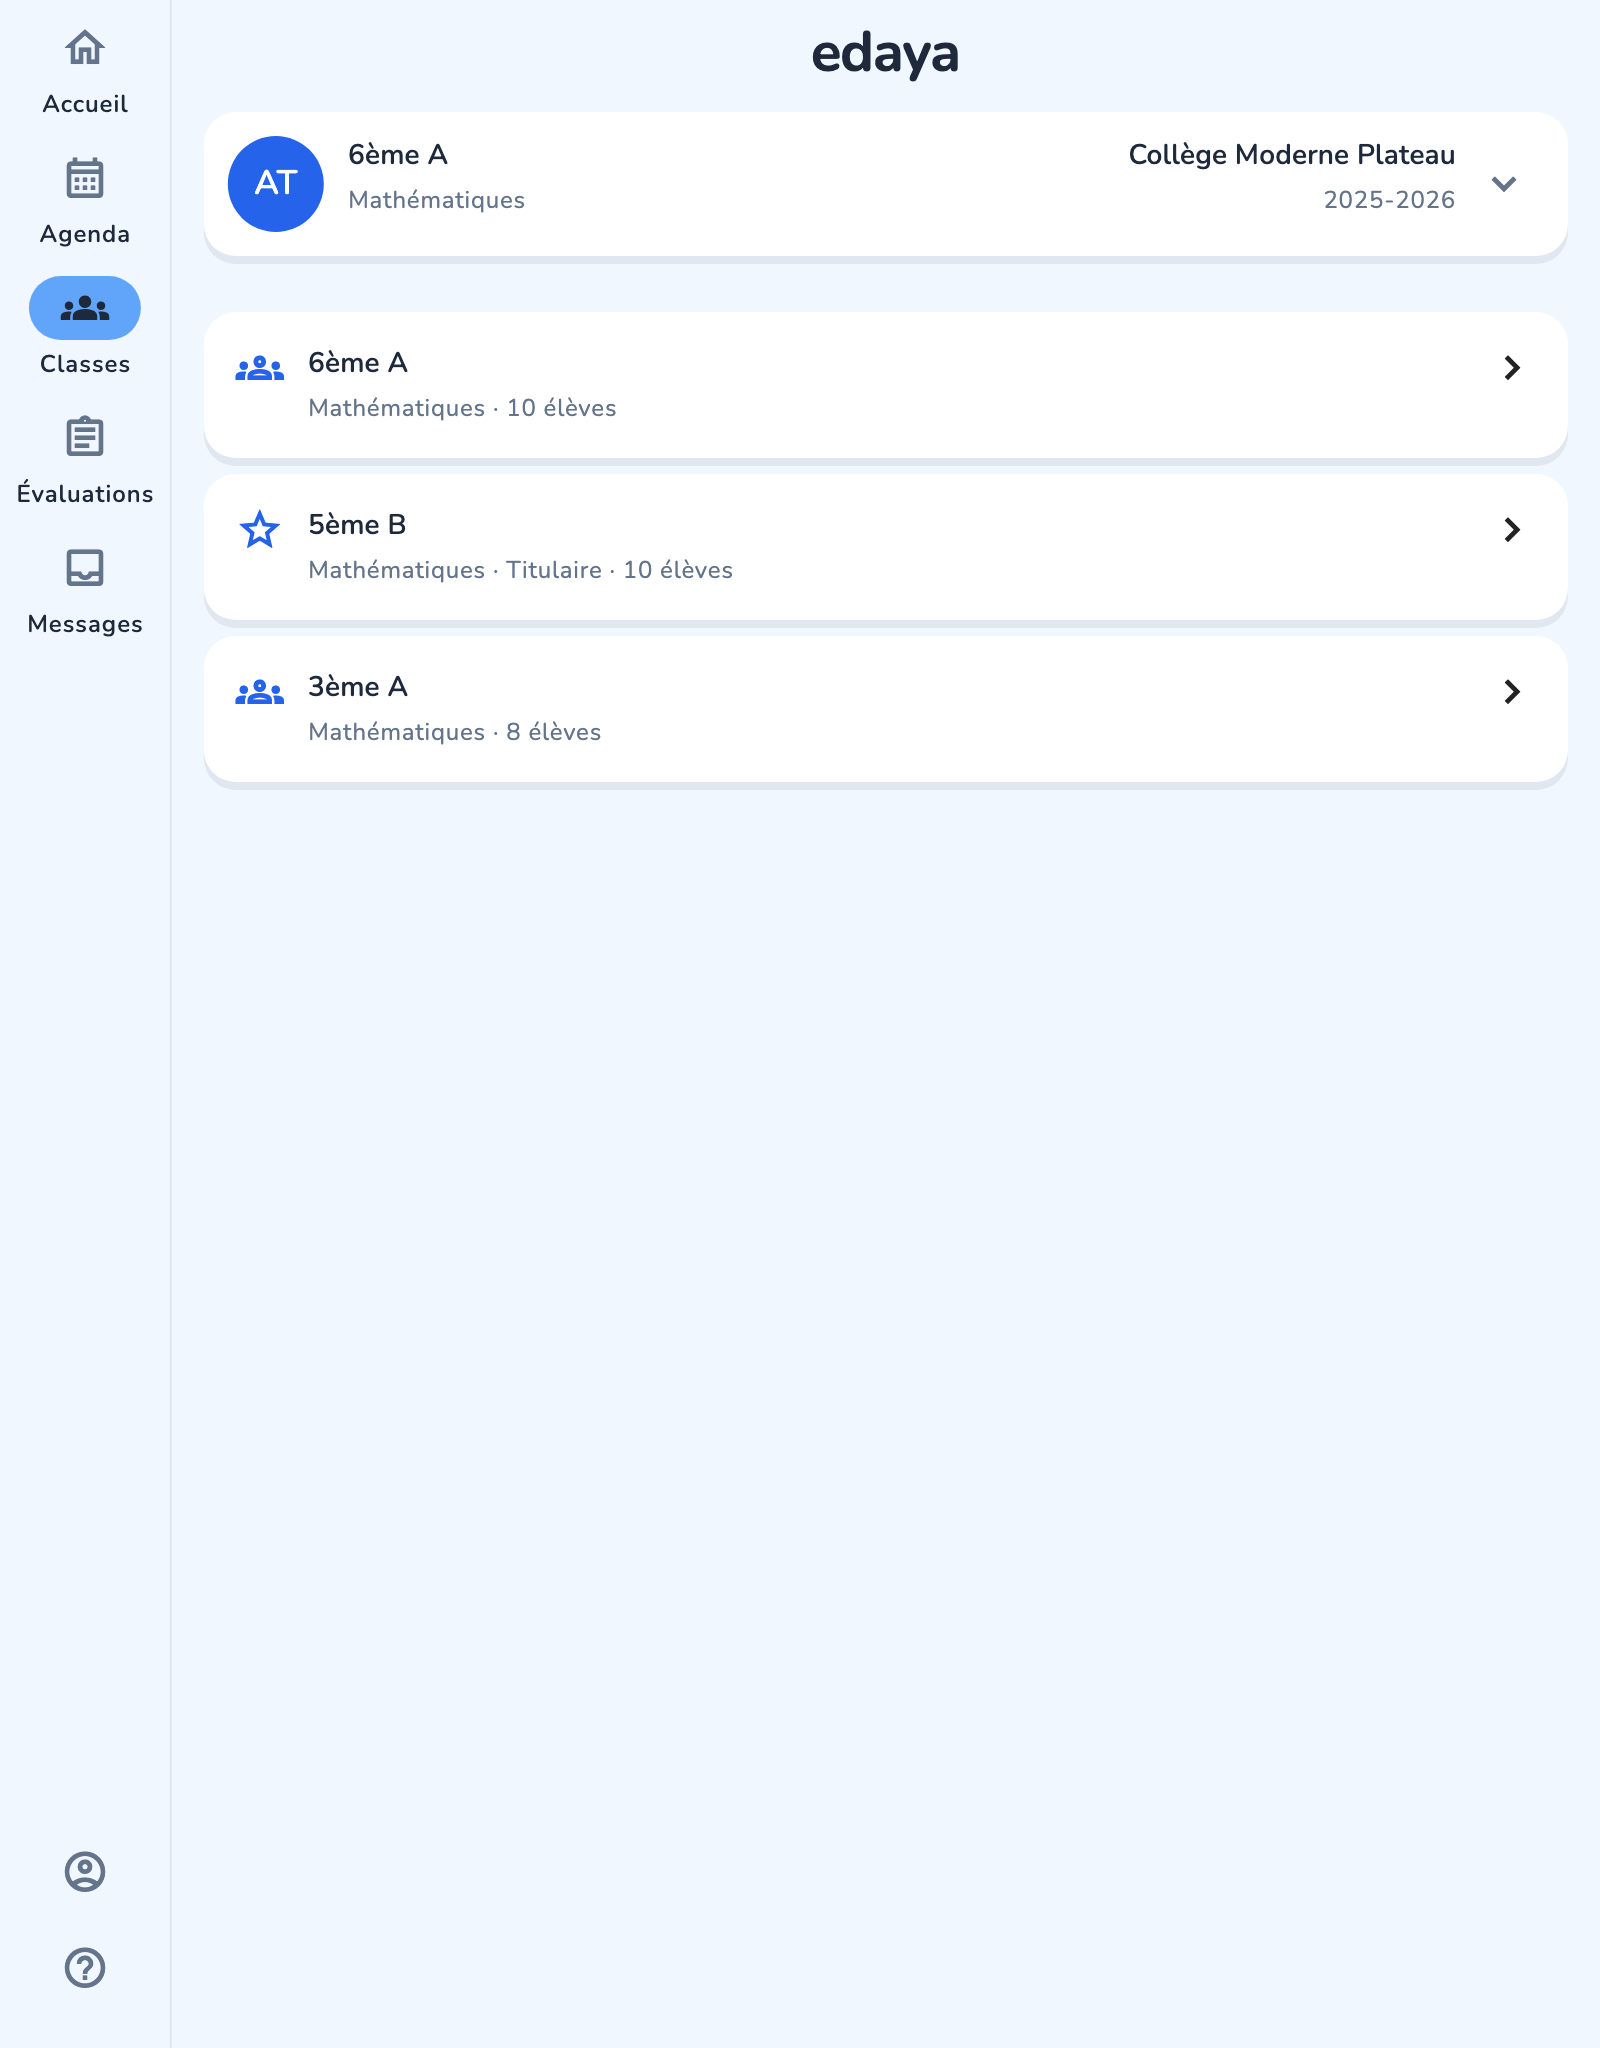 edaya
Accueil
Agenda
Classes
Évaluations
Messages
AT
6ème A
Mathématiques
Collège Moderne Plateau
2025-2026
6ème A
Mathématiques · 10 élèves
5ème B
Mathématiques · Titulaire · 10 élèves
3ème A
Mathématiques · 8 élèves